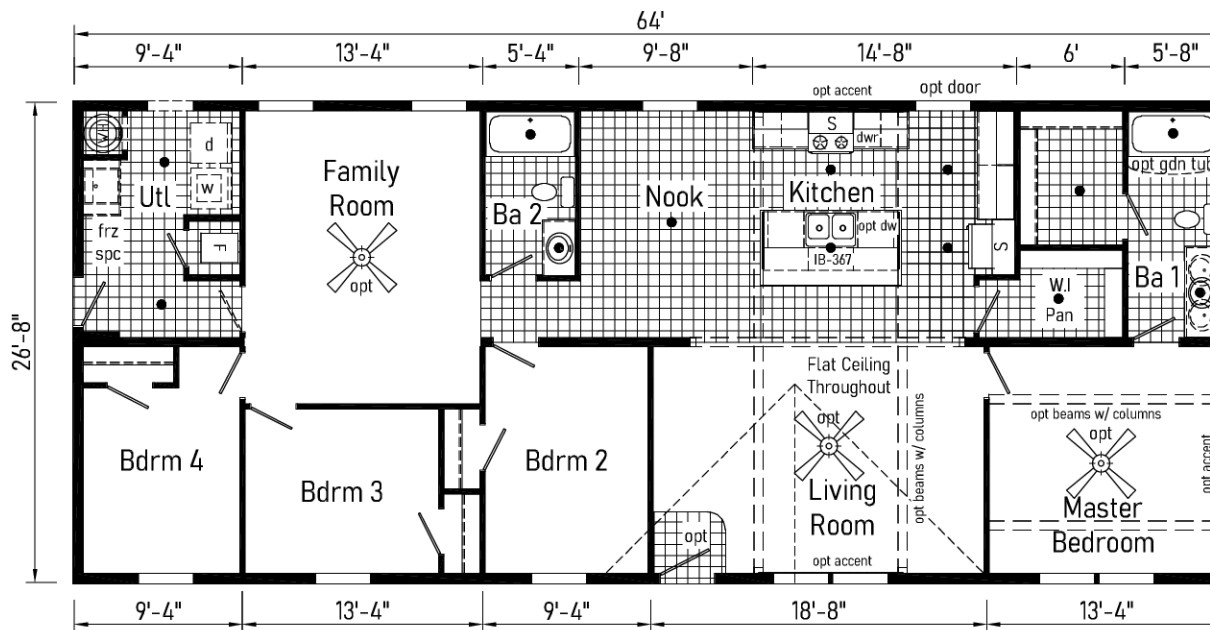 64'
9'-4" 13'-4" 5'-4" 9'-8" 14'-8" 6' 5'-8"
opt accent opt door
WH d S dwr
opt gdn tub
Utl w Family Room Ba 2 Nook Kitchen
frz spc F opt opt dw S
IB-367
W.I Pan Ba 1
26'-8"
Flat Ceiling
Throughout
opt beams w/ columns
opt opt
opt accent
Bdrm 4 Bdrm 3 Bdrm 2
opt beams w/ columns
Living
Room
Master
Bedroom
opt
opt accent
9'-4" 13'-4" 9'-4" 18'-8" 13'-4"